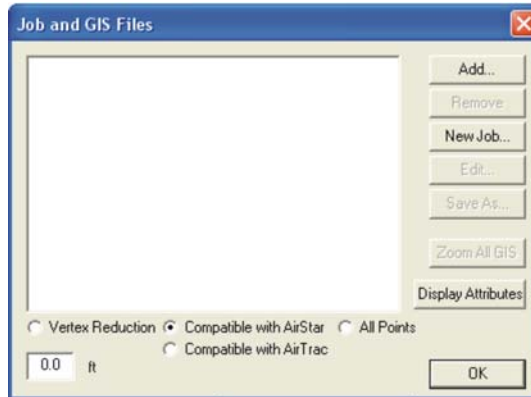 Job and GIS Files
Add...
Remove
New Job...
Edit...
Save As...
Zoom All GIS
Display Attributes
Vertex Reduction
Compatible with AirStar
All Points
Compatible with AirTrac
0.0 ft
OK